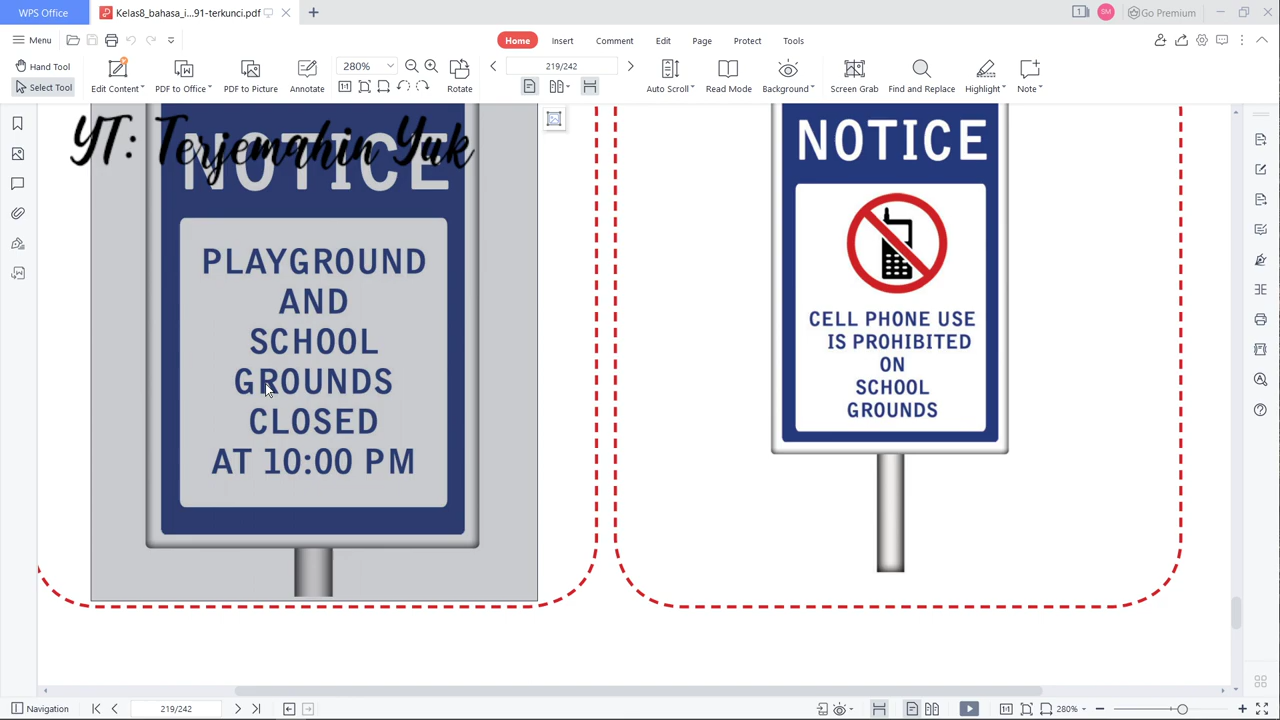 WPS Office
Kelas8_bahasa_i...91-terkunci.pdf
1
SM
Go Premium
Menu
Home
Insert
Comment
Edit
Page
Protect
Tools
Hand Tool
Select Tool
Edit Content
PDF to Office
PDF to Picture
Annotate
280%
Rotate
219/242
Auto Scroll
Read Mode
Background
Screen Grab
Find and Replace
Highlight
Note
YT: Terjemahin Yuk
NOTICE
PLAYGROUND
AND
SCHOOL
GROUNDS
CLOSED
AT 10:00 PM
NOTICE
CELL PHONE USE
IS PROHIBITED
ON
SCHOOL
GROUNDS
Navigation
219/242
280%